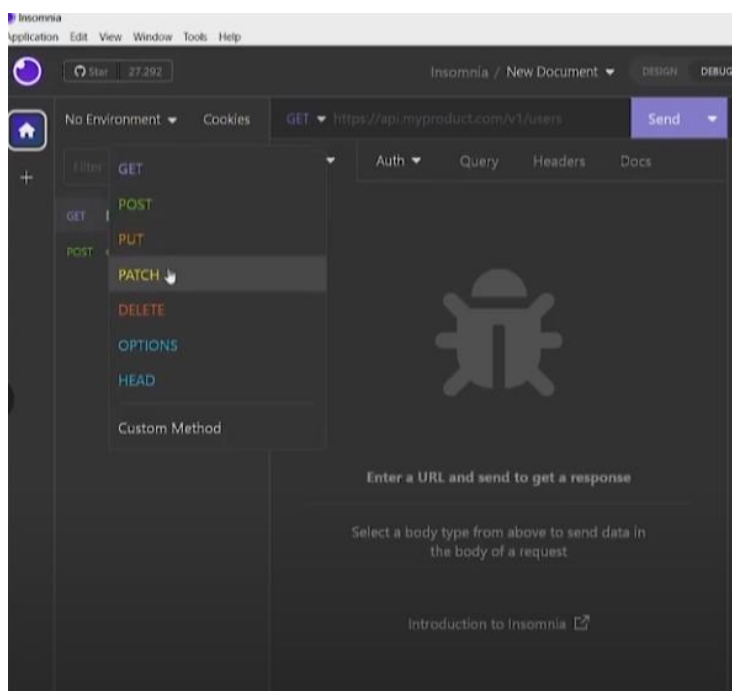 Insomnia
Application Edit View Window Tools Help
Star 27.292
Insomnia / New Document
DESIGN DEBUG
No Environment Cookies
GET https://api.myproduct.com/v1/users
Send
Filter
Auth Query Headers Docs
GET
POST
PUT
PATCH
DELETE
OPTIONS
HEAD
Custom Method
GET
POST
Enter a URL and send to get a response
Select a body type from above to send data in
the body of a request
Introduction to Insomnia